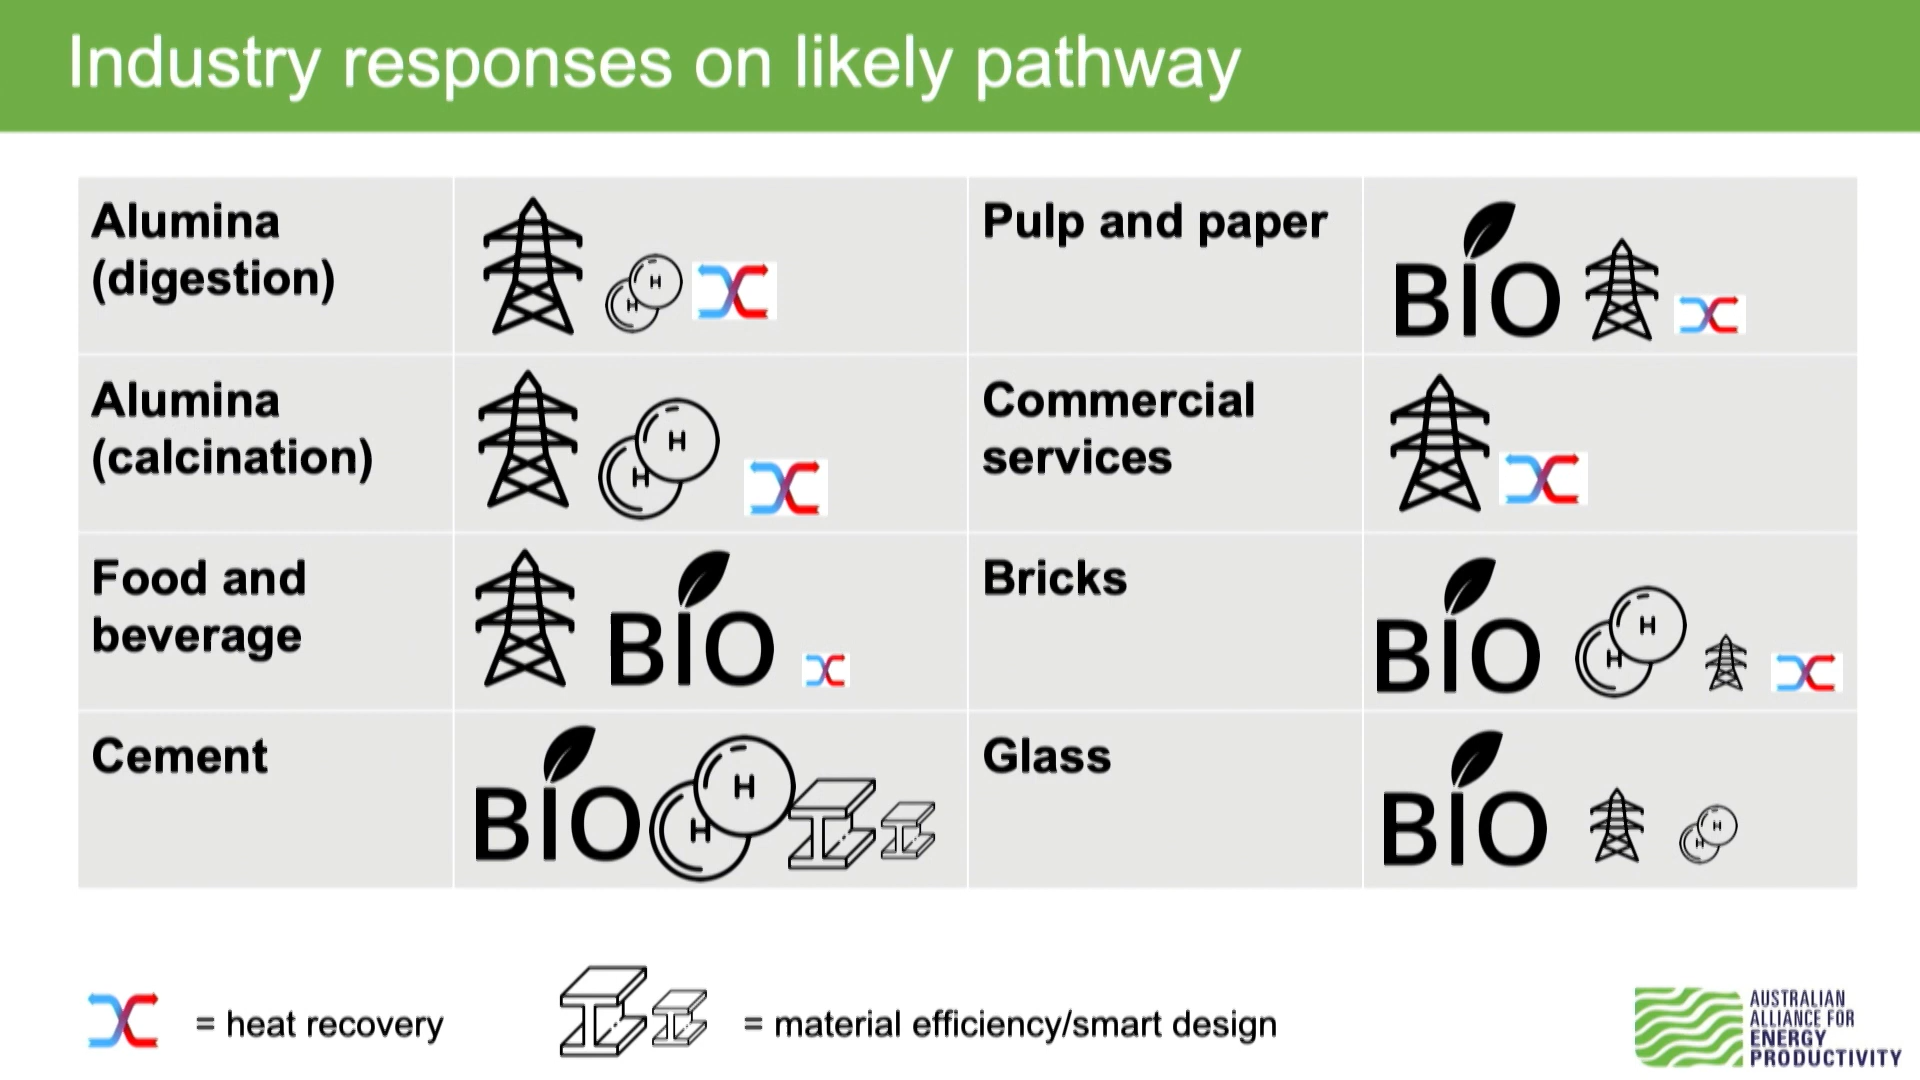 Industry responses on likely pathway
Alumina
(digestion)
H
H
Pulp and paper
BIO
Alumina
(calcination)
H
H
Commercial
services
Food and
beverage
BIO
Bricks
BIO
H
H
Cement
BIO
H
H
Glass
BIO
H
H
= heat recovery
= material efficiency/smart design
AUSTRALIAN
ALLIANCE FOR
ENERGY
PRODUCTIVITY